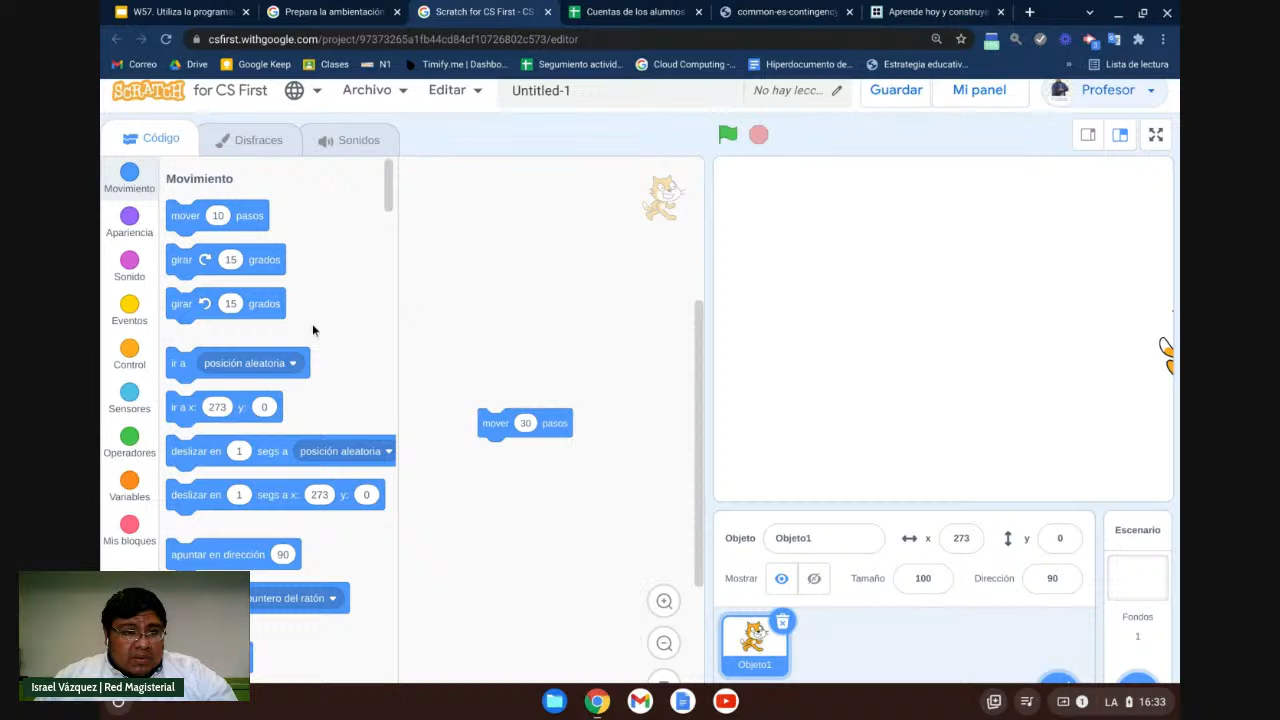 W57. Utiliza la programa
Prepara la ambientación
Scratch for CS First - CS
Cuentas de los alumnos
common-es-contingency
Aprende hoy y construye
csfirst.withgoogle.com/project/97373265a1fb44cd84cf10726802c573/editor
Correo
Drive
Google Keep
Clases
N1
Timify.me | Dashbo...
Seguimiento activid...
Cloud Computing -...
Hiperdocumento de...
Estrategia educativ...
»
Lista de lectura
SCRATCH for CS First
Archivo
Editar
Untitled-1
No hay lecc...
Guardar
Mi panel
Profesor
Código
Disfraces
Sonidos
Movimiento
Apariencia
Sonido
Eventos
Control
Sensores
Operadores
Variables
Mis bloques
Movimiento
mover 10 pasos
girar 15 grados
girar 15 grados
ir a posición aleatoria
ir a x: 273 y: 0
deslizar en 1 segs a posición aleatoria
deslizar en 1 segs a x: 273 y: 0
apuntar en dirección 90
untero del ratón
mover 30 pasos
Objeto Objeto1 x 273 y 0
Mostrar Tamaño 100 Dirección 90
Objeto1
Escenario
Fondos
1
Israel Vázquez | Red Magisterial
1
LA
16:33